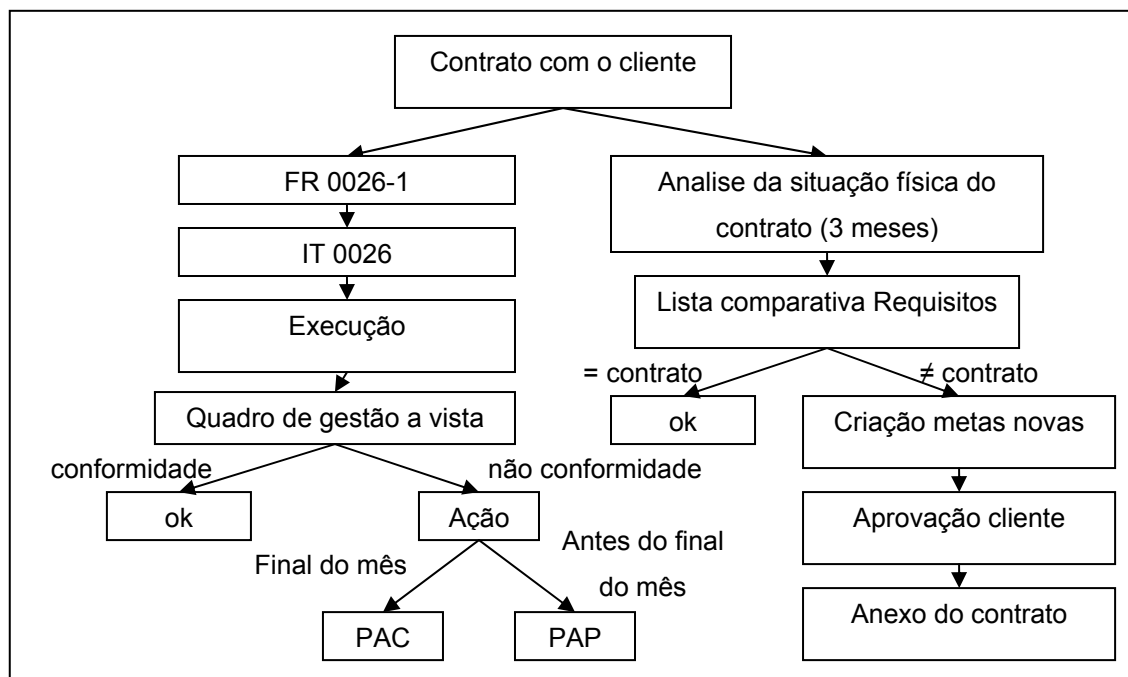 Contrato com o cliente
FR 0026-1
IT 0026
Execução
Quadro de gestão a vista
conformidade
não conformidade
ok
Ação
Final do mês
Antes do final
do mês
PAC
PAP
Analise da situação física do
contrato (3 meses)
Lista comparativa Requisitos
= contrato
≠ contrato
ok
Criação metas novas
Aprovação cliente
Anexo do contrato